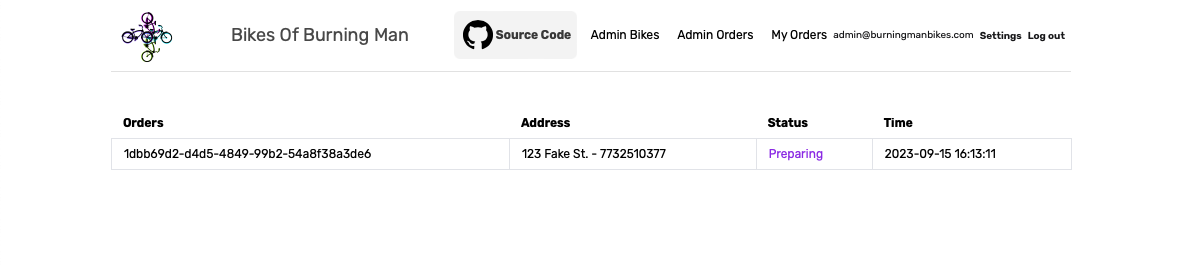 Bikes Of Burning Man Source Code Admin Bikes Admin Orders My Orders admin@burningmanbikes.com Settings Log out
Orders Address Status Time
1dbb69d2-d4d5-4849-99b2-54a8f38a3de6 123 Fake St. - 7732510377 Preparing 2023-09-15 16:13:11